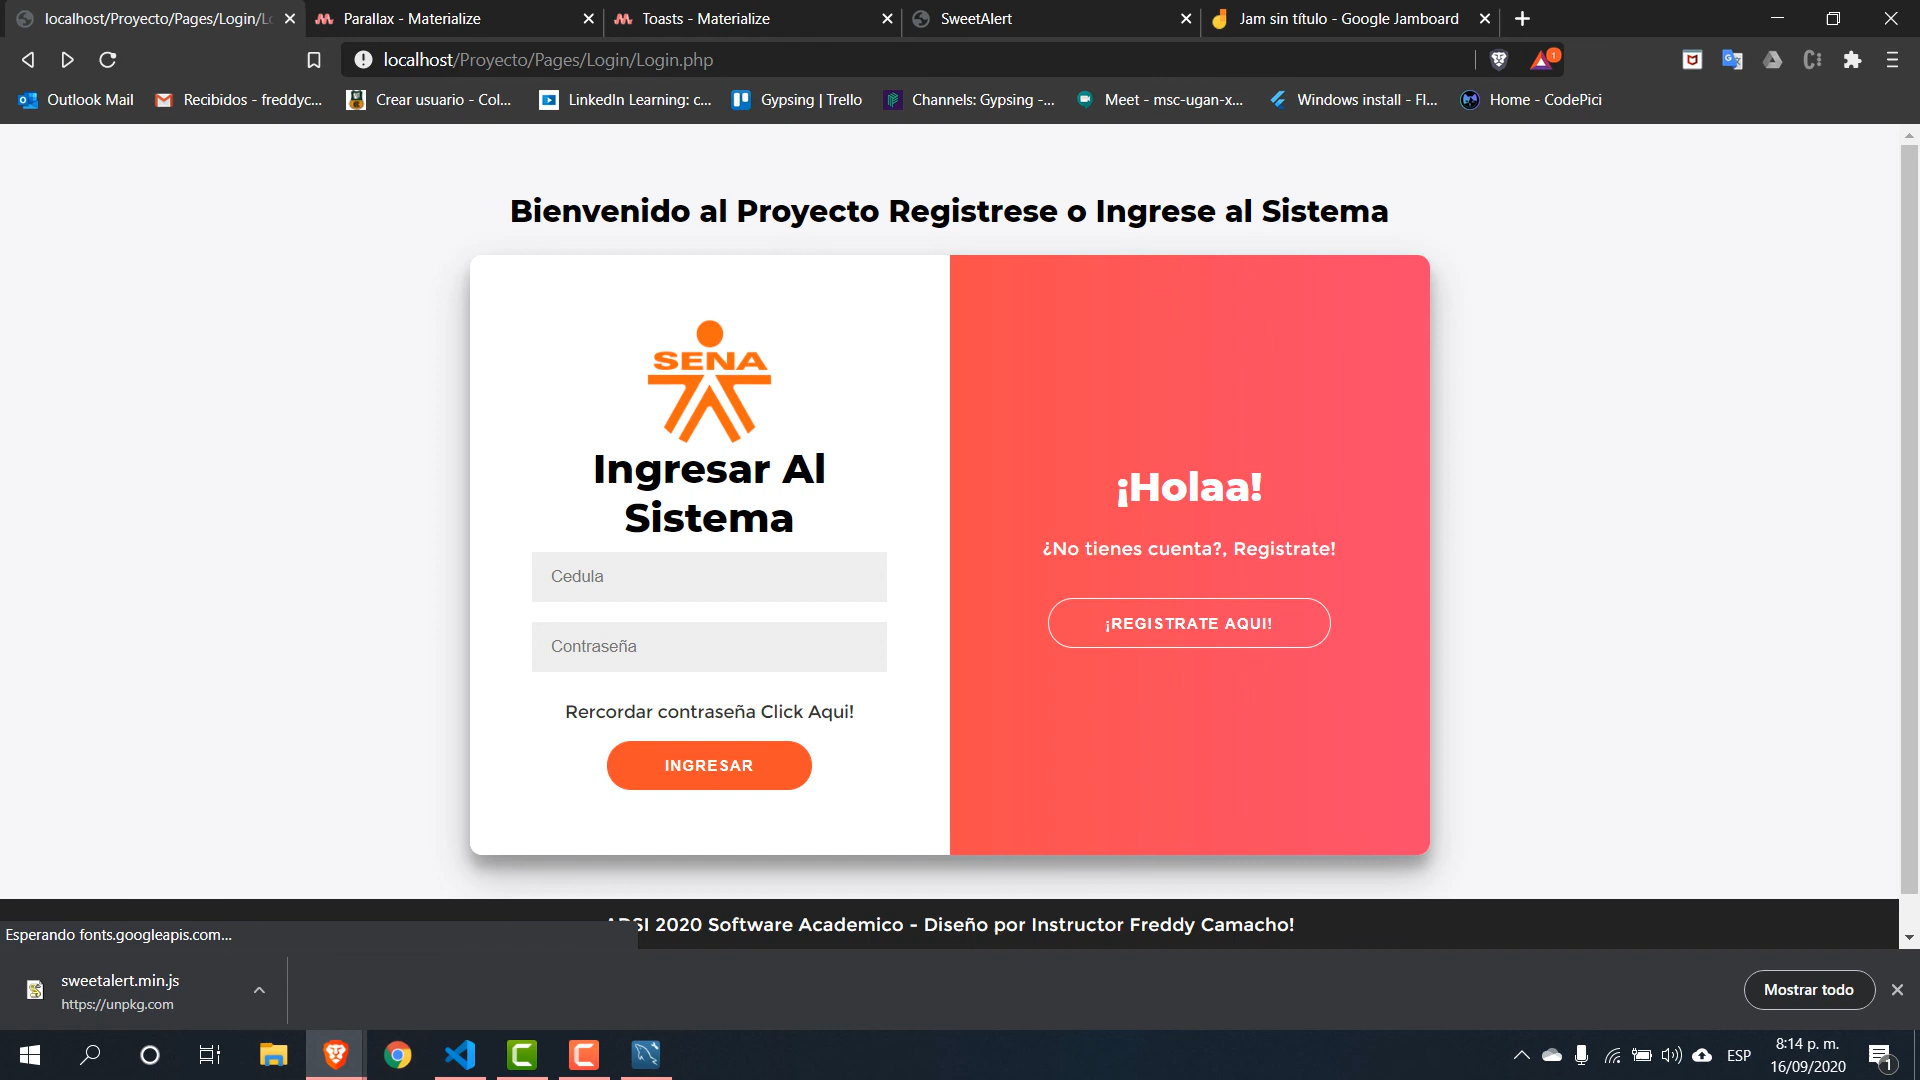 localhost/Proyecto/Pages/Login/Lo
Parallax - Materialize
Toasts - Materialize
SweetAlert
Jam sin título - Google Jamboard
localhost/Proyecto/Pages/Login/Login.php
1
Outlook Mail
Recibidos - freddyc...
Crear usuario - Col...
LinkedIn Learning: c...
Gypsing | Trello
Channels: Gypsing -...
Meet - msc-ugan-x...
Windows install - Fl...
Home - CodePici
Bienvenido al Proyecto Registrese o Ingrese al Sistema
SENA
Ingresar Al
Sistema
Cedula
Contraseña
Rercordar contraseña Click Aqui!
INGRESAR
¡Holaa!
¿No tienes cuenta?, Registrate!
¡REGISTRATE AQUI!
ADSI 2020 Software Academico - Diseño por Instructor Freddy Camacho!
Esperando fonts.googleapis.com...
sweetalert.min.js
https://unpkg.com
Mostrar todo
ESP
8:14 p. m.
16/09/2020
1